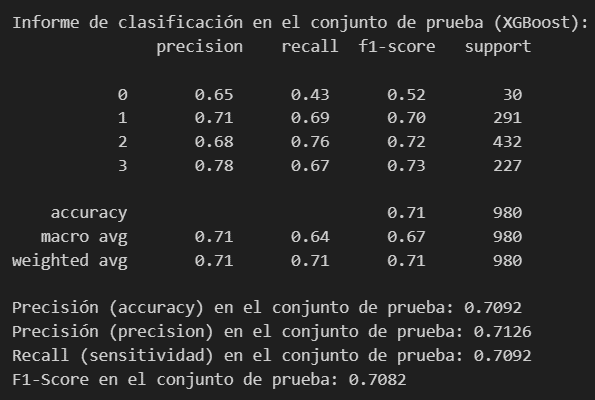 Informe de clasificación en el conjunto de prueba (XGBoost):
precision recall f1-score support
0 0.65 0.43 0.52 30
1 0.71 0.69 0.70 291
2 0.68 0.76 0.72 432
3 0.78 0.67 0.73 227
accuracy 0.71 980
macro avg 0.71 0.64 0.67 980
weighted avg 0.71 0.71 0.71 980
Precisión (accuracy) en el conjunto de prueba: 0.7092
Precisión (precision) en el conjunto de prueba: 0.7126
Recall (sensitividad) en el conjunto de prueba: 0.7092
F1-Score en el conjunto de prueba: 0.7082